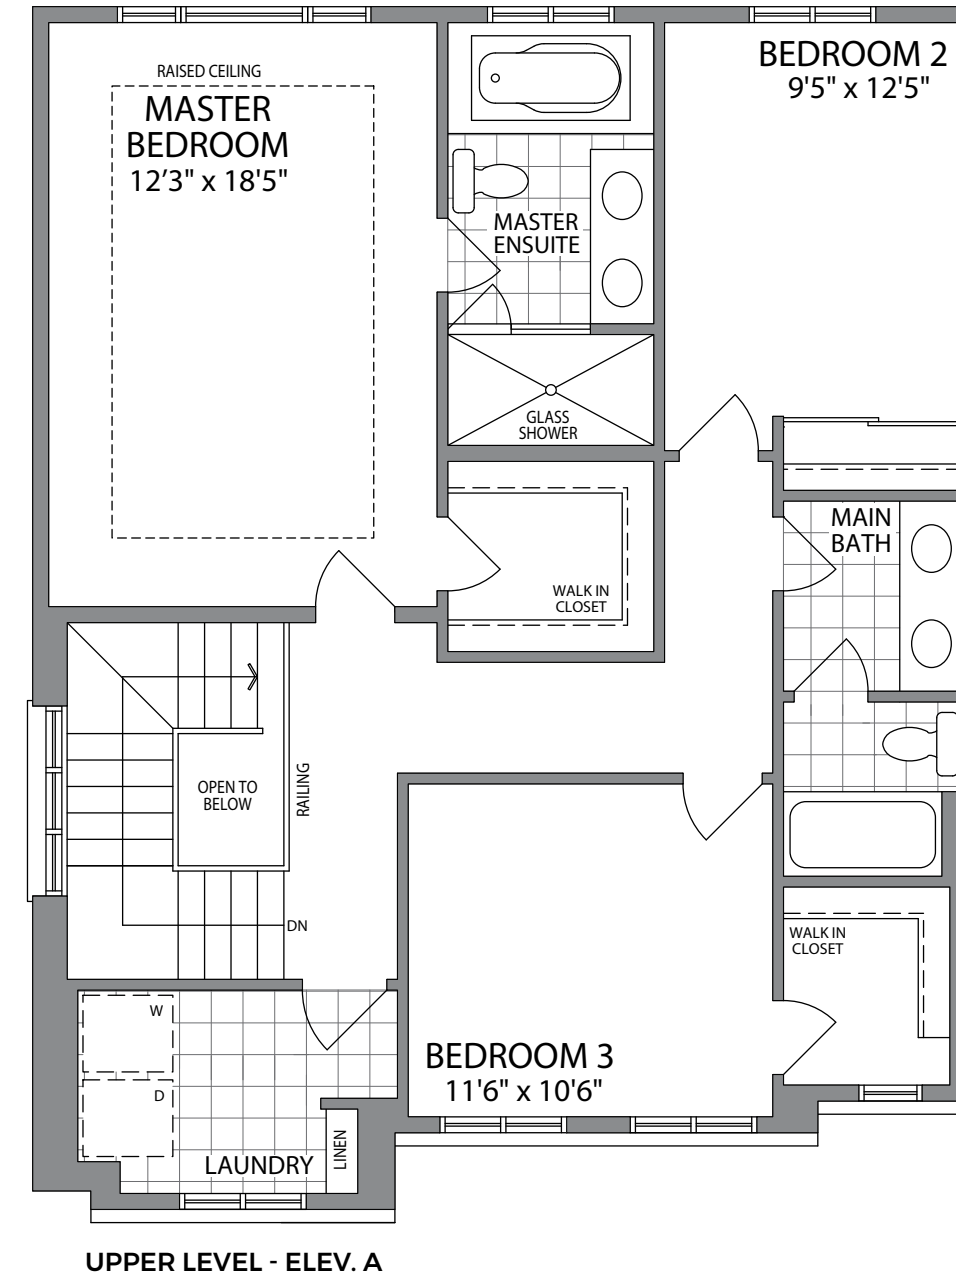 RAISED CEILING
MASTER
BEDROOM
12'3" x 18'5"
BEDROOM 2
9'5" x 12'5"
MASTER
ENSUITE
GLASS
SHOWER
WALK IN
CLOSET
MAIN
BATH
OPEN TO
BELOW
RAILING
DN
WALK IN
CLOSET
W
D
BEDROOM 3
11'6" x 10'6"
LAUNDRY
LINEN
UPPER LEVEL - ELEV. A